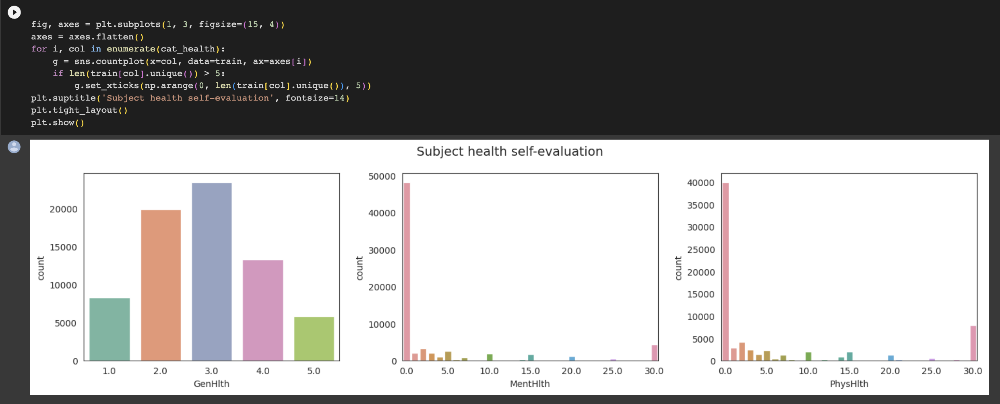 fig, axes = plt.subplots(1, 3, figsize=(15, 4))
axes = axes.flatten()
for i, col in enumerate(cat_health):
    g = sns.countplot(x=col, data=train, ax=axes[i])
    if len(train[col].unique()) > 5:
        g.set_xticks(np.arange(0, len(train[col].unique()), 5))
plt.suptitle('Subject health self-evaluation', fontsize=14)
plt.tight_layout()
plt.show()
Subject health self-evaluation
20000
15000
10000
5000
0
count
1.0 2.0 3.0 4.0 5.0
GenHlth
50000
40000
30000
20000
10000
0
count
0.0 5.0 10.0 15.0 20.0 25.0 30.0
MentHlth
40000
35000
30000
25000
20000
15000
10000
5000
0
count
0.0 5.0 10.0 15.0 20.0 25.0 30.0
PhysHlth